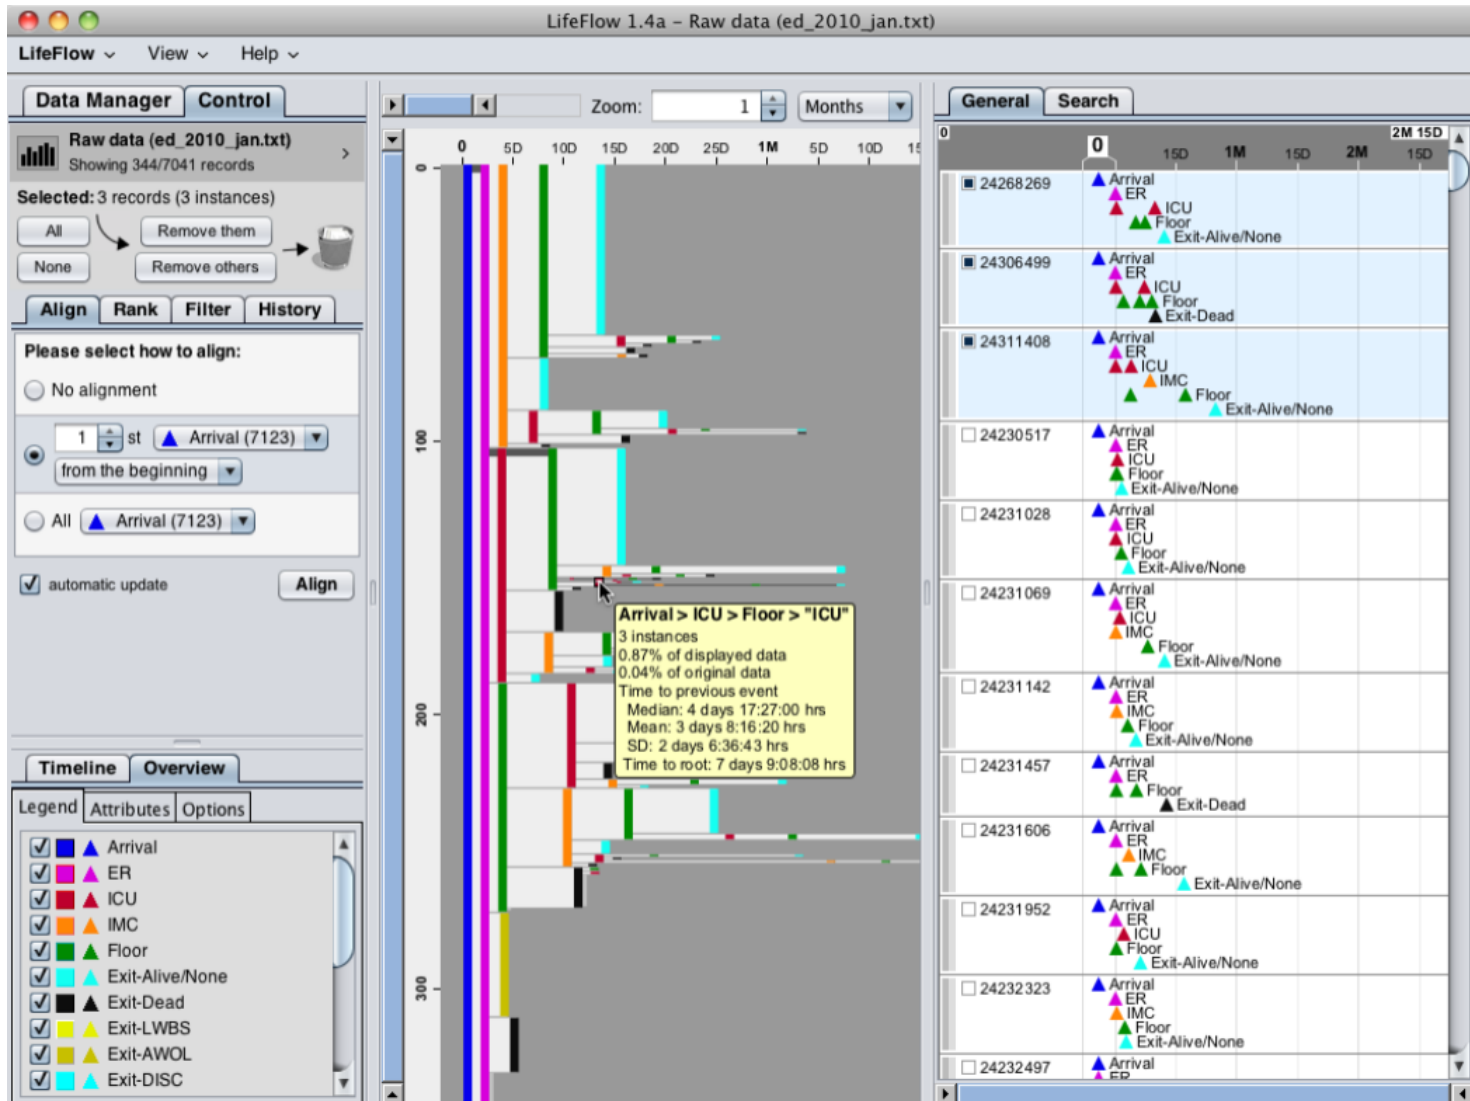 LifeFlow 1.4a – Raw data (ed_2010_jan.txt)
LifeFlow View Help
Data Manager Control
Raw data (ed_2010_jan.txt)
Showing 344/7041 records
Selected: 3 records (3 instances)
All Remove them
None Remove others
Align Rank Filter History
Please select how to align:
No alignment
1 st Arrival (7123)
from the beginning
All Arrival (7123)
automatic update Align
Timeline Overview
Legend Attributes Options
Arrival
ER
ICU
IMC
Floor
Exit-Alive/None
Exit-Dead
Exit-LWBS
Exit-AWOL
Exit-DISC
Zoom: 1 Months
0 5D 10D 15D 20D 25D 1M 5D 10D 15
0
100
200
300
Arrival > ICU > Floor > "ICU"
3 instances
0.87% of displayed data
0.04% of original data
Time to previous event
Median: 4 days 17:27:00 hrs
Mean: 3 days 8:16:20 hrs
SD: 2 days 6:36:43 hrs
Time to root: 7 days 9:08:08 hrs
General Search
0 2M 15D
0 15D 1M 15D 2M 15D
24268269 Arrival
ER
ICU
Floor
Exit-Alive/None
24306499 Arrival
ER
ICU
Floor
Exit-Dead
24311408 Arrival
ER
ICU
IMC
Floor
Exit-Alive/None
24230517 Arrival
ER
ICU
Floor
Exit-Alive/None
24231028 Arrival
ER
ICU
Floor
Exit-Alive/None
24231069 Arrival
ER
ICU
IMC
Floor
Exit-Alive/None
24231142 Arrival
ER
IMC
Floor
Exit-Alive/None
24231457 Arrival
ER
Floor
Exit-Dead
24231606 Arrival
ER
IMC
Floor
Exit-Alive/None
24231952 Arrival
ER
ICU
Floor
Exit-Alive/None
24232323 Arrival
ER
IMC
Floor
Exit-Alive/None
24232497 Arrival
ER